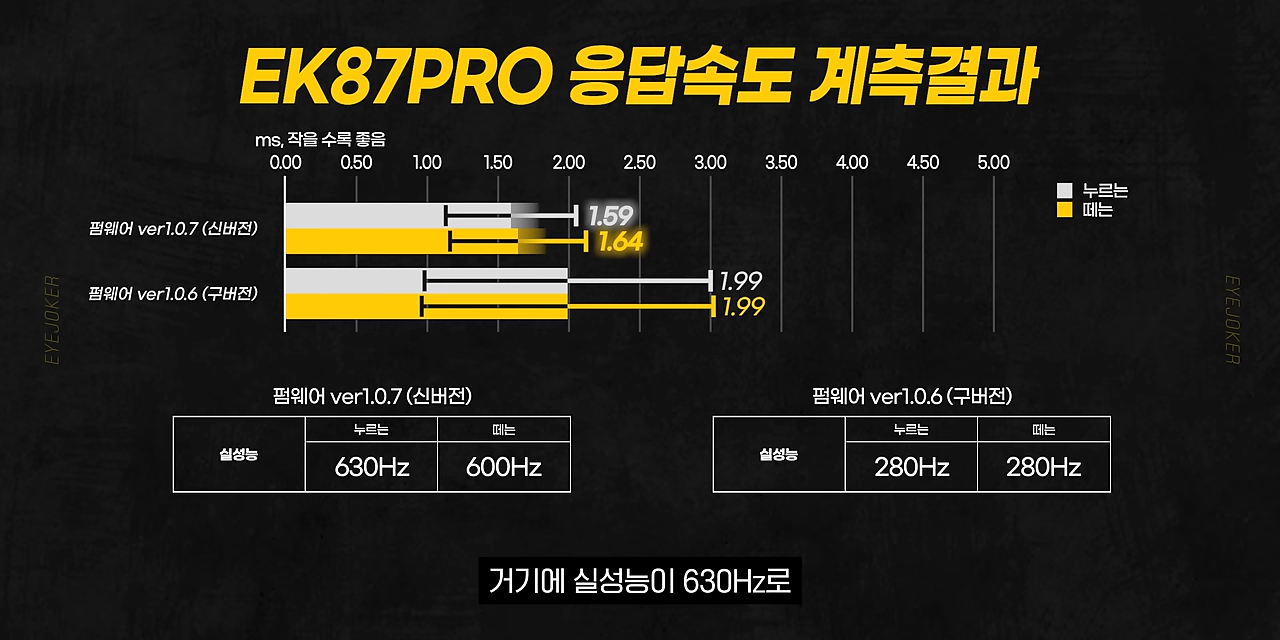 EK87PRO 응답속도 계측결과
ms, 작을 수록 좋음
0.00 0.50 1.00 1.50 2.00 2.50 3.00 3.50 4.00 4.50 5.00
누르는
떼는
펌웨어 ver1.0.7 (신버전)
1.59
1.64
펌웨어 ver1.0.6 (구버전)
1.99
1.99
EYEJOKER
EYEJOKER
펌웨어 ver1.0.7 (신버전)
실성능
누르는 떼는
630Hz 600Hz
펌웨어 ver1.0.6 (구버전)
실성능
누르는 떼는
280Hz 280Hz
거기에 실성능이 630Hz로